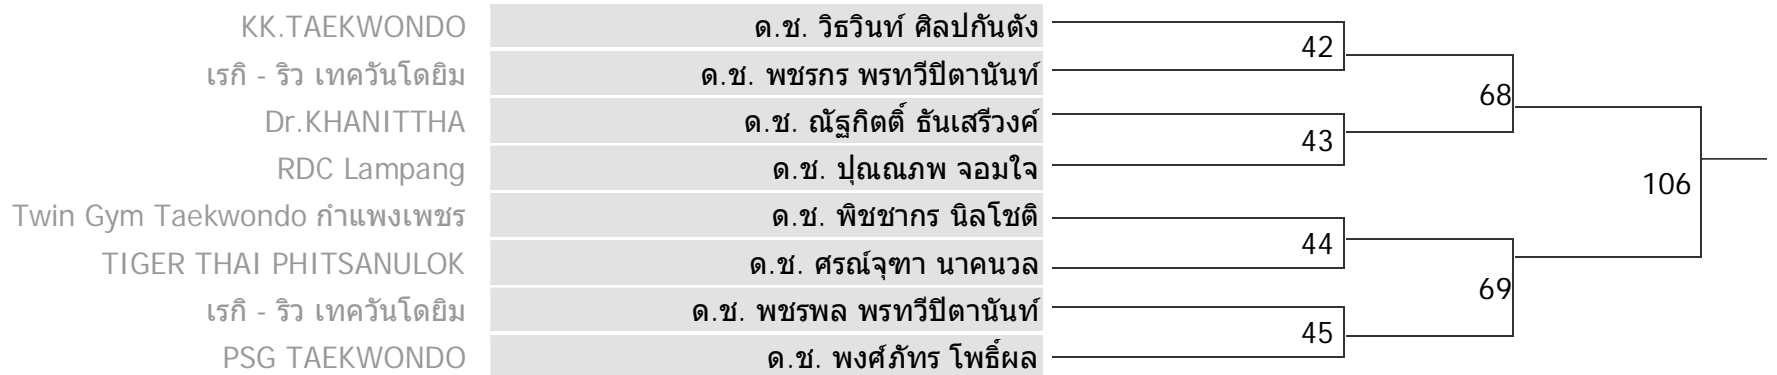 KK.TAEKWONDO ด.ช. วิธวินท์ ศิลปกันตัง
42
เรกิ - ริว เทควันโดยิม ด.ช. พชรกร พรทวีปิตานันท์
68
Dr.KHANITTHA ด.ช. ณัฐกิตติ์ ธันเสรีวงค์
43
RDC Lampang ด.ช. ปุณณภพ จอมใจ
106
Twin Gym Taekwondo กำแพงเพชร ด.ช. พิชชากร นิลโชติ
44
TIGER THAI PHITSANULOK ด.ช. ศรณ์จุฑา นาคนวล
69
เรกิ - ริว เทควันโดยิม ด.ช. พชรพล พรทวีปิตานันท์
45
PSG TAEKWONDO ด.ช. พงศ์ภัทร โพธิ์ผล